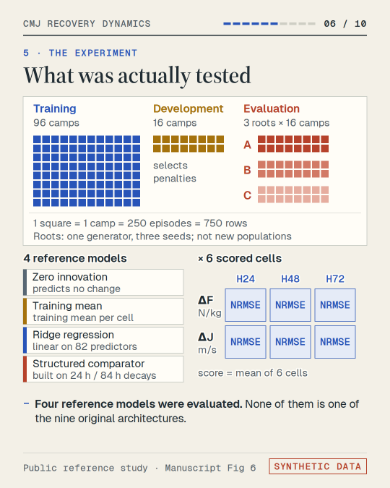 CMJ RECOVERY DYNAMICS
06 / 10
5 · THE EXPERIMENT
What was actually tested
Training
96 camps
Development
16 camps
selects
penalties
Evaluation
3 roots × 16 camps
A
B
C
1 square = 1 camp = 250 episodes = 750 rows
Roots: one generator, three seeds; not new populations
4 reference models
Zero innovation
predicts no change
Training mean
training mean per cell
Ridge regression
linear on 82 predictors
Structured comparator
built on 24 h / 84 h decays
× 6 scored cells
H24 H48 H72
ΔF
N/kg
NRMSE NRMSE NRMSE
ΔJ
m/s
NRMSE NRMSE NRMSE
score = mean of 6 cells
– Four reference models were evaluated. None of them is one of
the nine original architectures.
Public reference study · Manuscript Fig 6
SYNTHETIC DATA